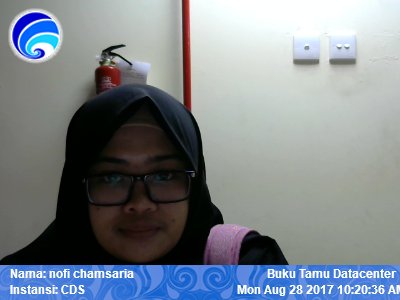 Nama: nofi chamsaria
Buku Tamu Datacenter
Instansi: CDS
Mon Aug 28 2017 10:20:36 AM